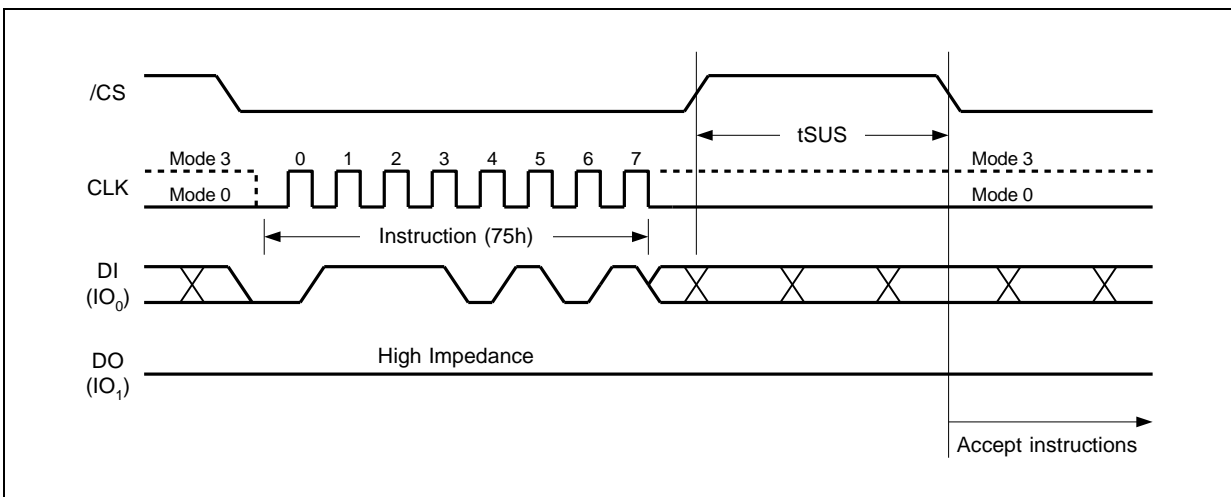 /CS
tSUS
Mode 3 0 1 2 3 4 5 6 7 Mode 3
CLK
Mode 0 Mode 0
Instruction (75h)
DI
(IO0)
High Impedance
DO
(IO1)
Accept instructions